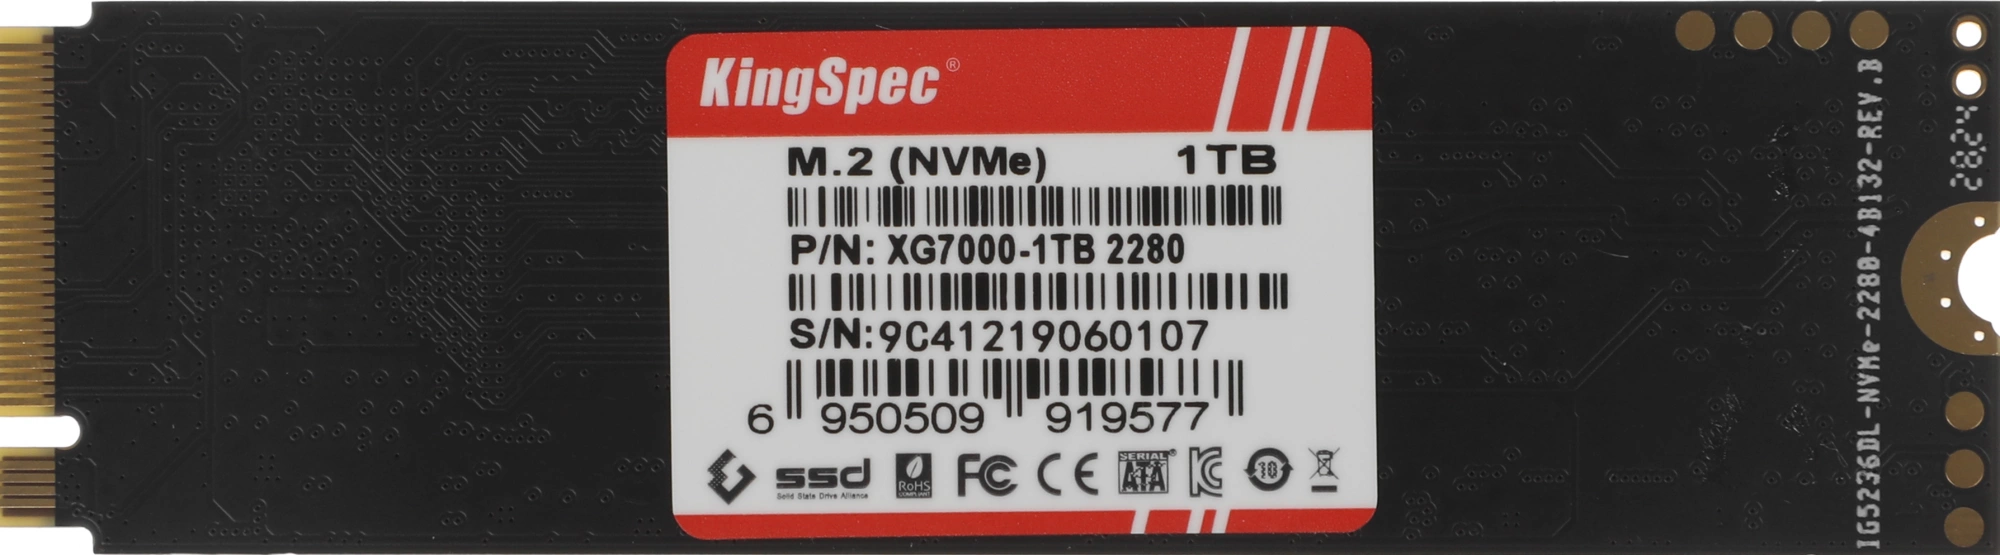 KingSpec®
M.2 (NVMe) 1TB
P/N: XG7000-1TB 2280
S/N:9C41219060107
6 950509 919577
ssd
Solid State Drive Alliance
RoHS
COMPLIANT
FC CE
SERIAL
ATA
10
IG5236DL-NVMe-2280-4B132-REV.B
2824